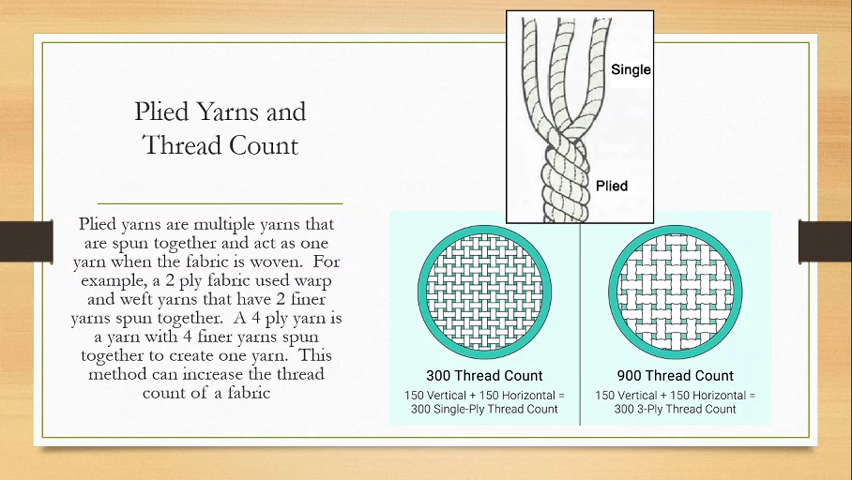 Plied Yarns and
Thread Count
Plied yarns are multiple yarns that
are spun together and act as one
yarn when the fabric is woven.  For
example, a 2 ply fabric used warp
and weft yarns that have 2 finer
yarns spun together.  A 4 ply yarn is
a yarn with 4 finer yarns spun
together to create one yarn.  This
method can increase the thread
count of a fabric
Single
Plied
300 Thread Count
150 Vertical + 150 Horizontal =
300 Single-Ply Thread Count
900 Thread Count
150 Vertical + 150 Horizontal =
300 3-Ply Thread Count